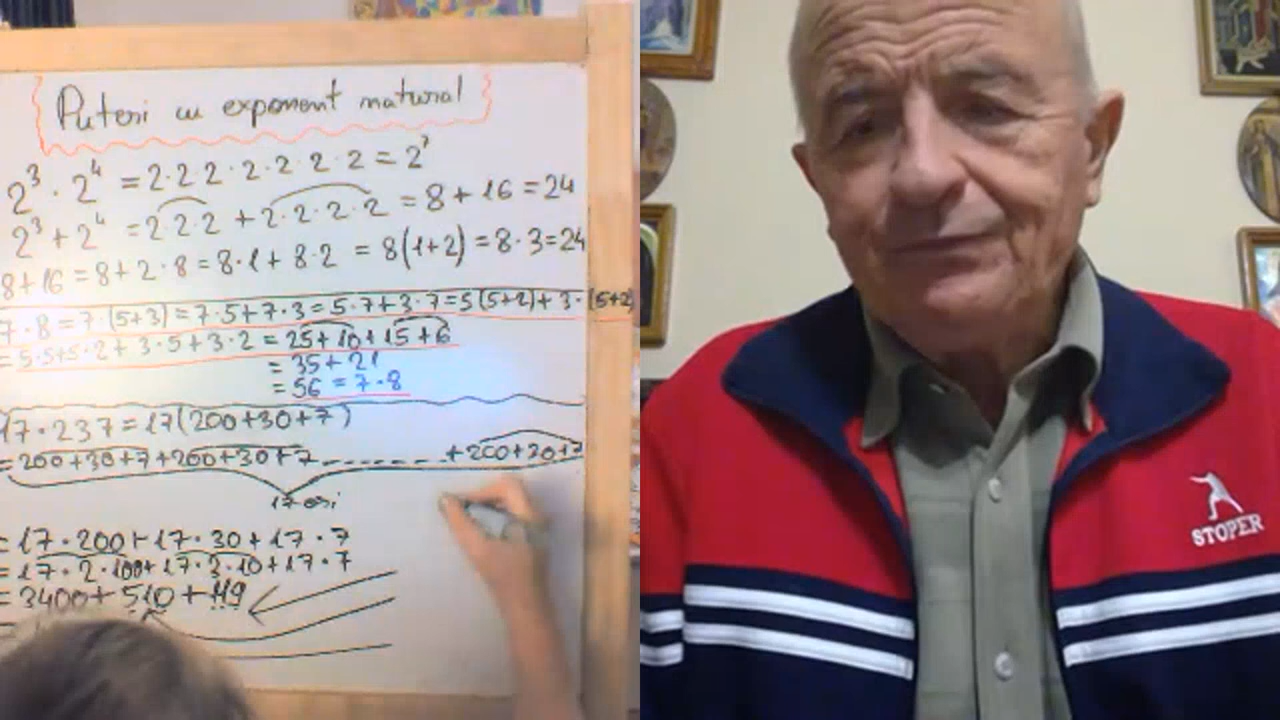 Puteri cu exponent natural
2³ · 2⁴ = 2·2·2·2·2·2·2 = 2⁷
2³ + 2⁴ = 2·2·2 + 2·2·2·2 = 8 + 16 = 24
8+16 = 8 + 2·8 = 8·1 + 8·2 = 8(1+2) = 8·3=24
7·8 = 7·(5+3) = 7·5+7·3 = 5·7+3·7 = 5(5+2)+3·(5+2)
= 5·5+5·2+3·5+3·2 = 25+10+15+6
= 35+21
= 56 = 7·8
17·237 = 17(200+30+7)
= 200+30+7+200+30+7 - - - - - - +200+30+7
17 ori
= 17·200+17·30+17·7
= 17·2·100+17·3·10+17·7
= 3400+510+119
STOPER